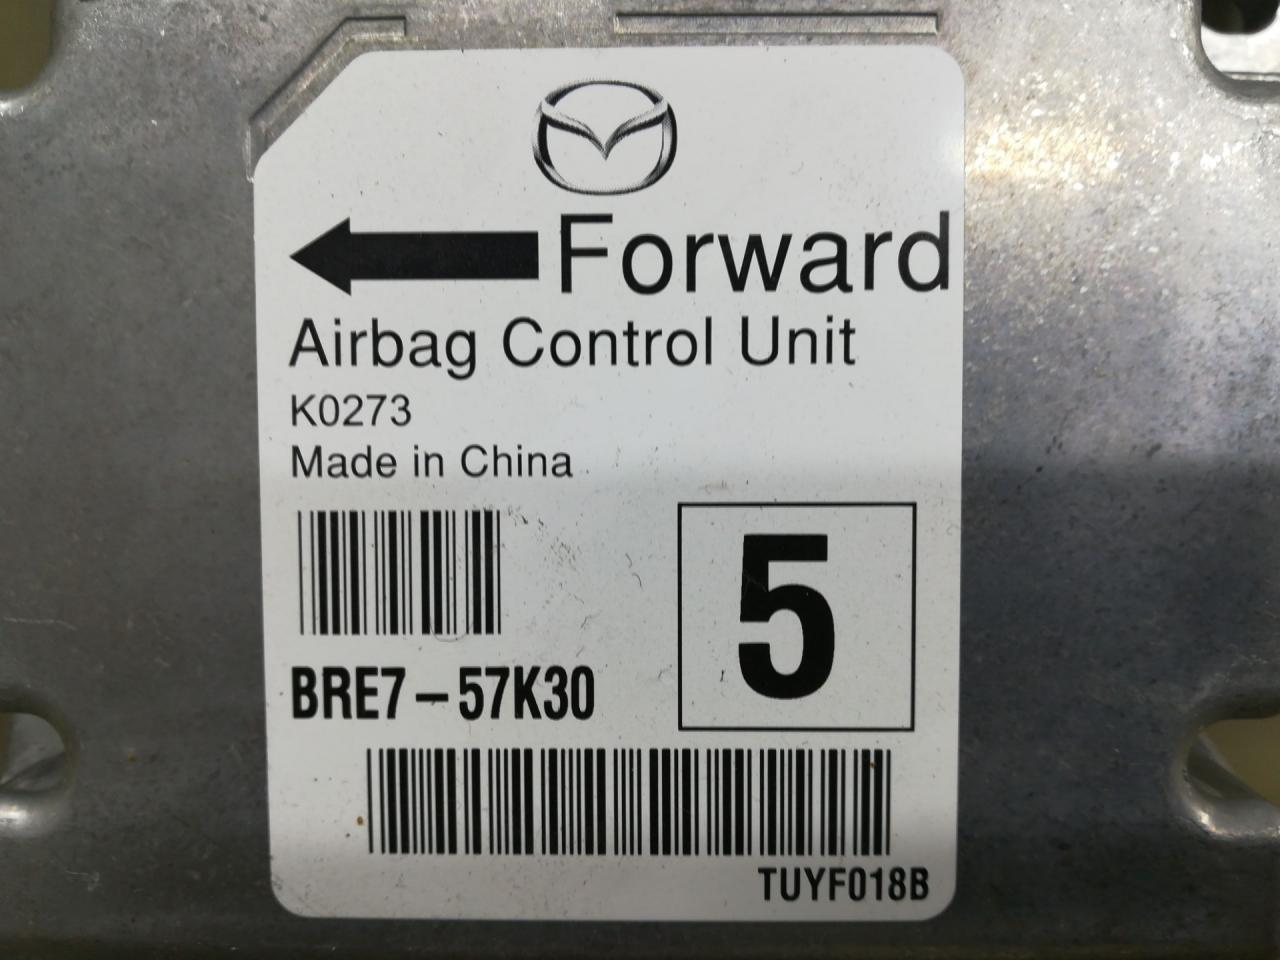 Forward
Airbag Control Unit
K0273
Made in China
5
BRE7-57K30
TUYF018B